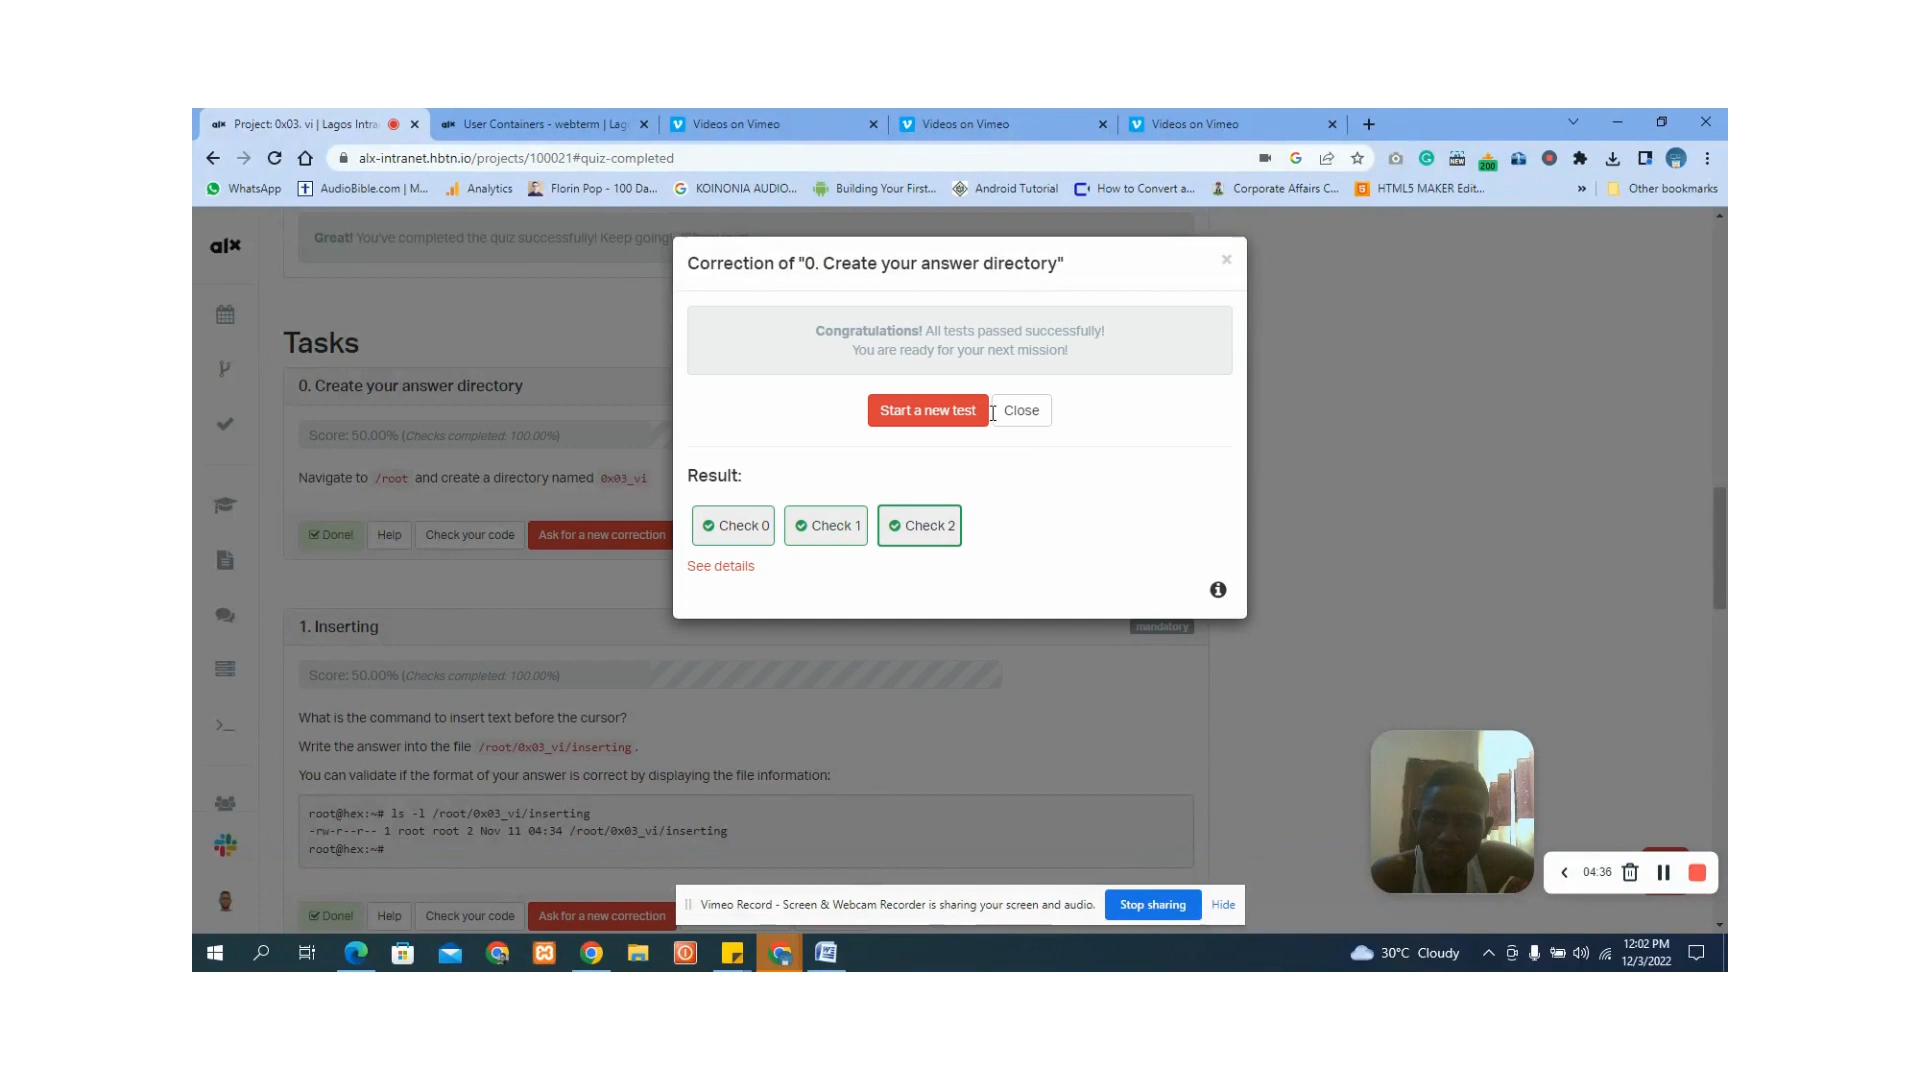 alx Project: 0x03. vi | Lagos Intra
alx User Containers - webterm | Lag
Videos on Vimeo
Videos on Vimeo
Videos on Vimeo
alx-intranet.hbtn.io/projects/100021#quiz-completed
NEW
200
WhatsApp
AudioBible.com | M...
Analytics
Florin Pop - 100 Da...
KOINONIA AUDIO...
Building Your First...
Android Tutorial
How to Convert a...
Corporate Affairs C...
HTML5 MAKER Edit...
»
Other bookmarks
alx
Great! You've completed the quiz successfully! Keep going!
Tasks
0. Create your answer directory
Score: 50.00% (Checks completed: 100.00%)
Navigate to /root and create a directory named 0x03_vi
Done!
Help
Check your code
Ask for a new correction
Correction of "0. Create your answer directory"
×
Congratulations! All tests passed successfully!
You are ready for your next mission!
Start a new test
Close
Result:
Check 0
Check 1
Check 2
See details
1. Inserting
mandatory
Score: 50.00% (Checks completed: 100.00%)
What is the command to insert text before the cursor?
Write the answer into the file /root/0x03_vi/inserting.
You can validate if the format of your answer is correct by displaying the file information:
root@hex:~# ls -l /root/0x03_vi/inserting
-rw-r--r-- 1 root root 2 Nov 11 04:34 /root/0x03_vi/inserting
root@hex:~#
Done!
Help
Check your code
Ask for a new correction
04:36
Vimeo Record - Screen & Webcam Recorder is sharing your screen and audio.
Stop sharing
Hide
30°C Cloudy
12:02 PM
12/3/2022